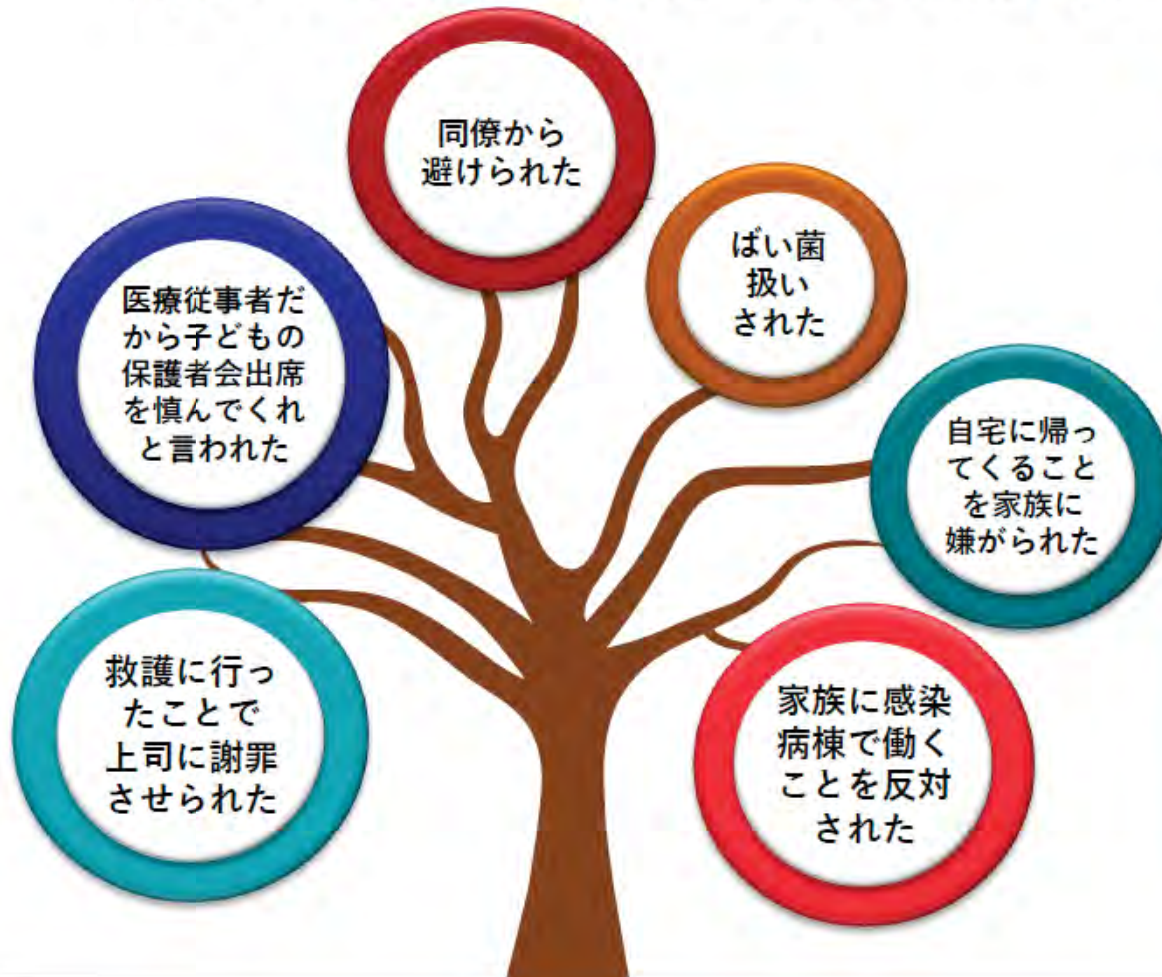 同僚から
避けられた
ばい菌
扱い
された
医療従事者だ
から子どもの
保護者会出席
を慎んでくれ
と言われた
自宅に帰っ
てくること
を家族に
嫌がられた
救護に行っ
たことで
上司に謝罪
させられた
家族に感染
病棟で働く
ことを反対
された